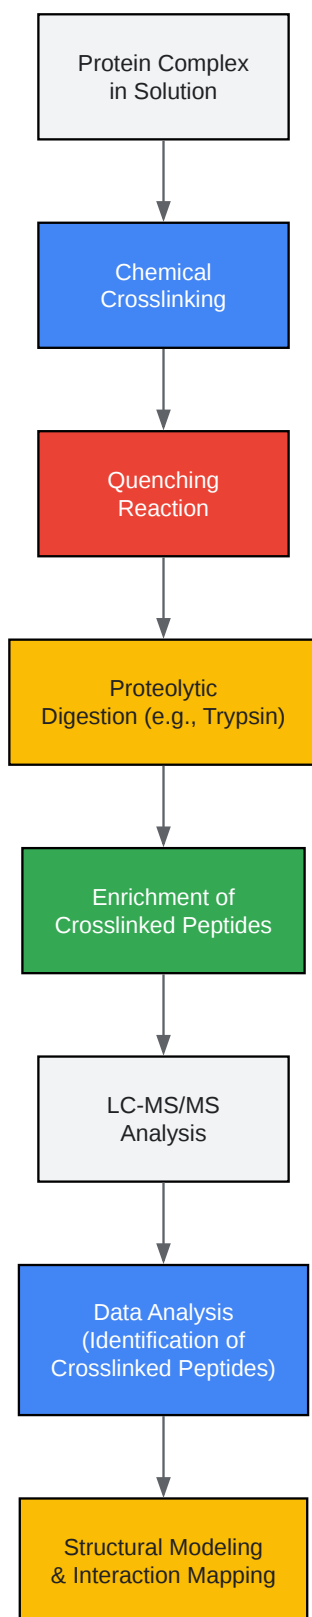 Protein Complex
in Solution
Chemical
Crosslinking
Quenching
Reaction
Proteolytic
Digestion (e.g., Trypsin)
Enrichment of
Crosslinked Peptides
LC-MS/MS
Analysis
Data Analysis
(Identification of
Crosslinked Peptides)
Structural Modeling
& Interaction Mapping